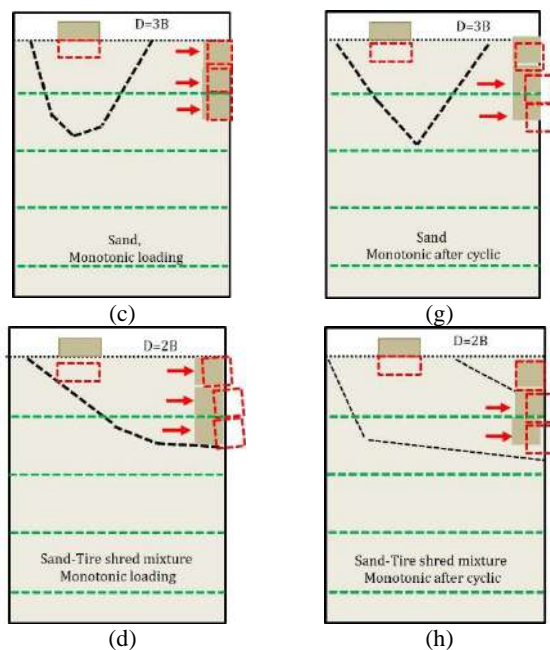 D=3B
Sand,
Monotonic loading
(c)
D=3B
Sand
Monotonic after cyclic
(g)
D=2B
Sand-Tire shred mixture
Monotonic loading
(d)
D=2B
Sand-Tire shred mixture
Monotonic after cyclic
(h)